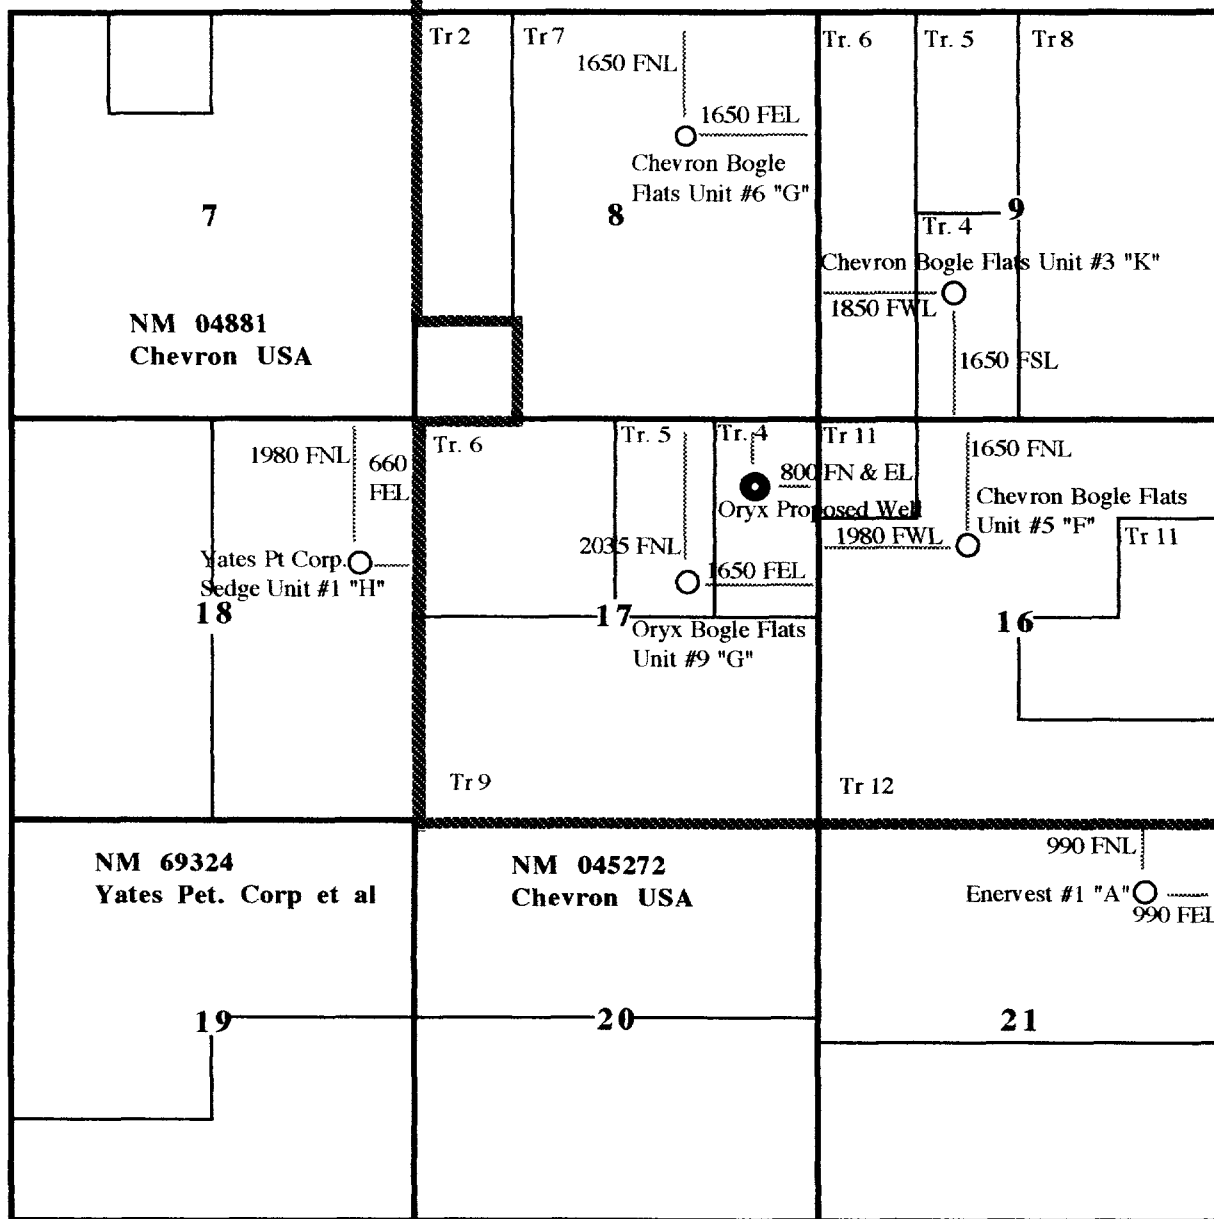 Tr 2
Tr 7
Tr. 6
Tr. 5
Tr 8
1650 FNL
1650 FEL
Chevron Bogle
Flats Unit #6 "G"
7
8
9
Tr. 4
Chevron Bogle Flats Unit #3 "K"
1850 FWL
NM 04881
Chevron USA
1650 FSL
Tr. 6
Tr. 5
Tr. 4
Tr 11
1980 FNL
660
FEL
800 FN & EL
Oryx Proposed Well
1650 FNL
Chevron Bogle Flats
Unit #5 "F"
1980 FWL
Tr 11
Yates Pt Corp.
Sedge Unit #1 "H"
2035 FNL
1650 FEL
18
17
16
Oryx Bogle Flats
Unit #9 "G"
Tr 9
Tr 12
NM 69324
Yates Pet. Corp et al
NM 045272
Chevron USA
990 FNL
Enervest #1 "A"
990 FEL
19
20
21